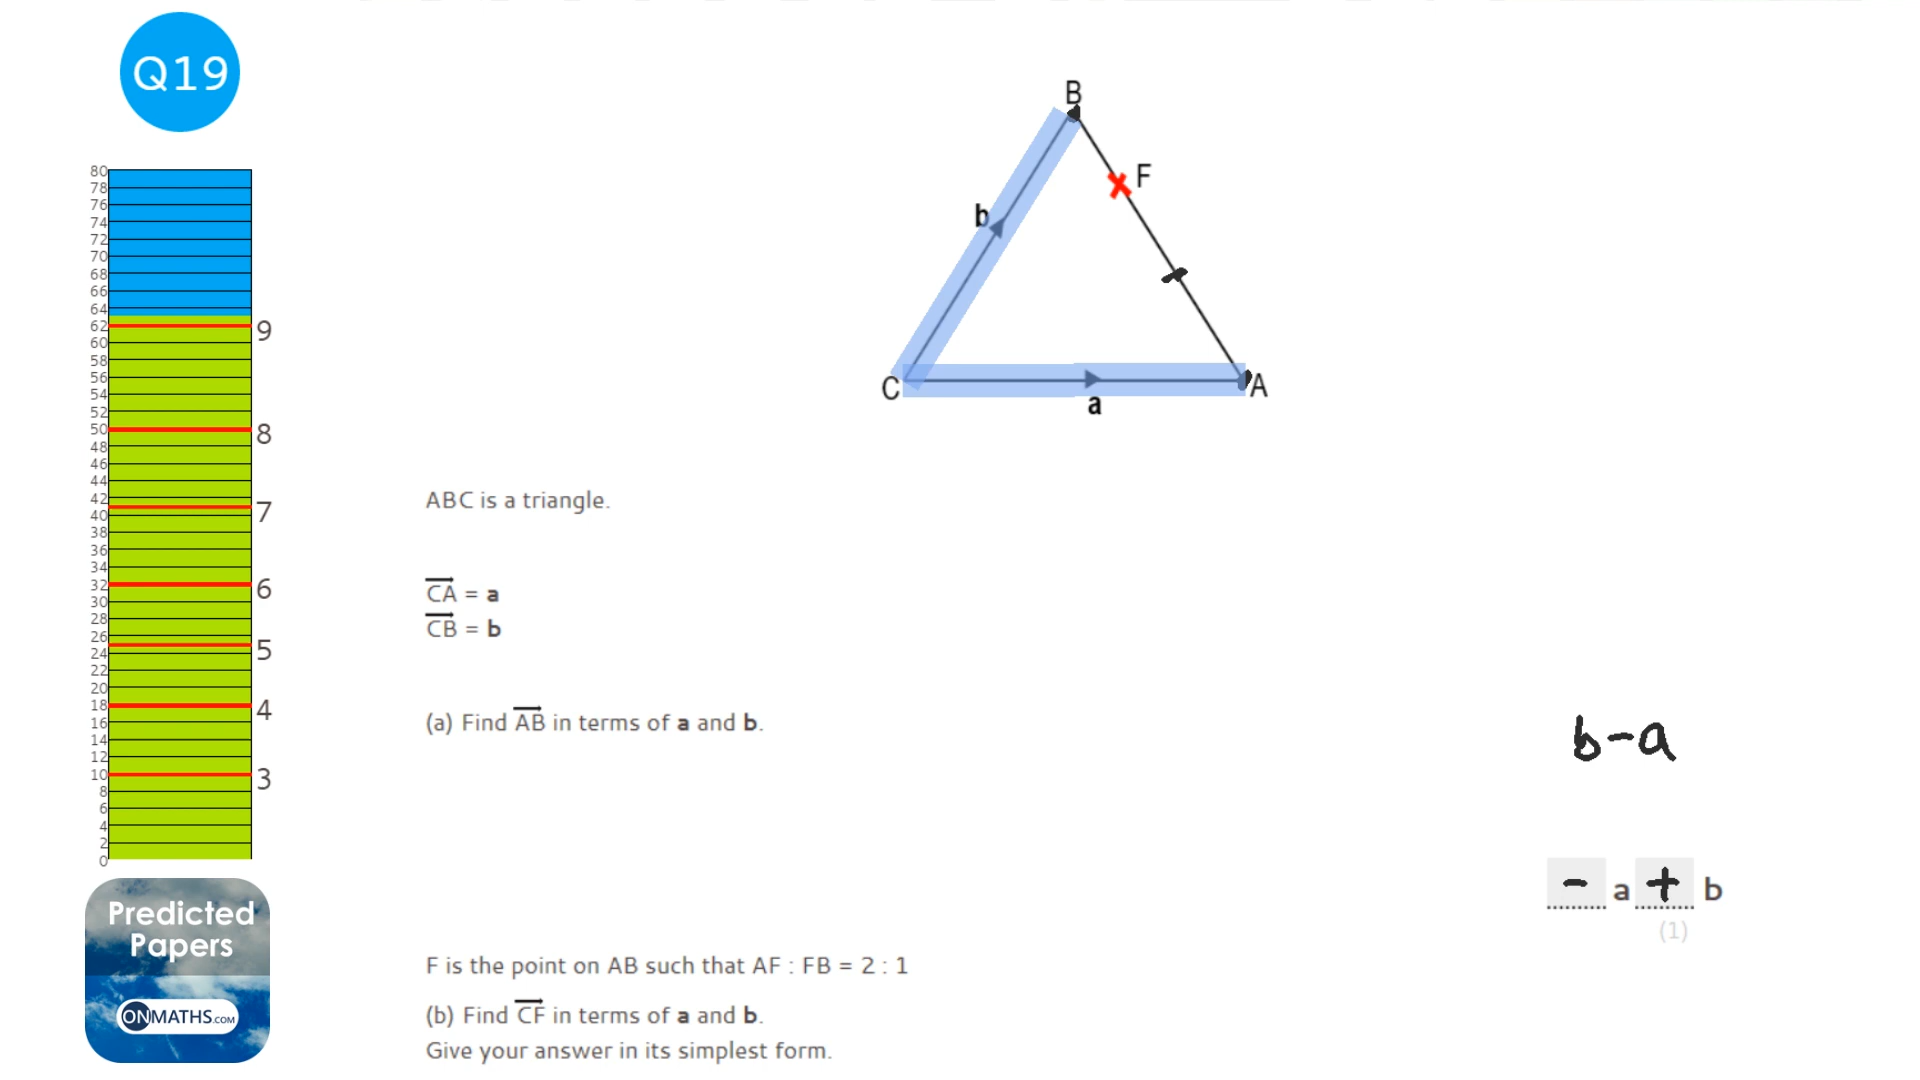 Q19
B
F
b
C
A
a
80
78
76
74
72
70
68
66
64
62
60
58
56
54
52
50
48
46
44
42
40
38
36
34
32
30
28
26
24
22
20
18
16
14
12
10
8
6
4
2
0
9
8
7
6
5
4
3
ABC is a triangle.
CA = a
CB = b
(a) Find AB in terms of a and b.
b-a
- a + b
(1)
Predicted
Papers
ONMATHS.COM
F is the point on AB such that AF : FB = 2 : 1
(b) Find CF in terms of a and b.
Give your answer in its simplest form.